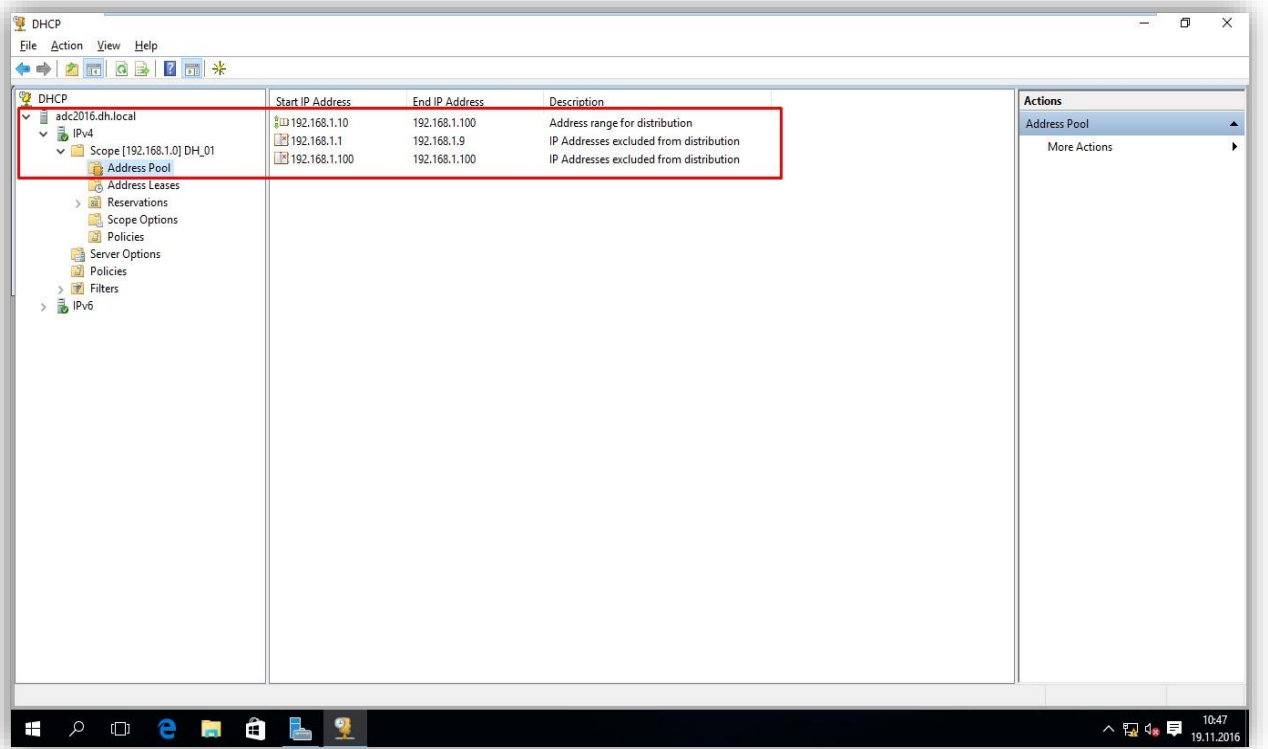 DHCP
File Action View Help
DHCP
adc2016.dh.local
IPv4
Scope [192.168.1.0] DH_01
Address Pool
Address Leases
Reservations
Scope Options
Policies
Server Options
Policies
Filters
IPv6
Start IP Address End IP Address Description
192.168.1.10 192.168.1.100 Address range for distribution
192.168.1.1 192.168.1.9 IP Addresses excluded from distribution
192.168.1.100 192.168.1.100 IP Addresses excluded from distribution
Actions
Address Pool
More Actions
10:47
19.11.2016